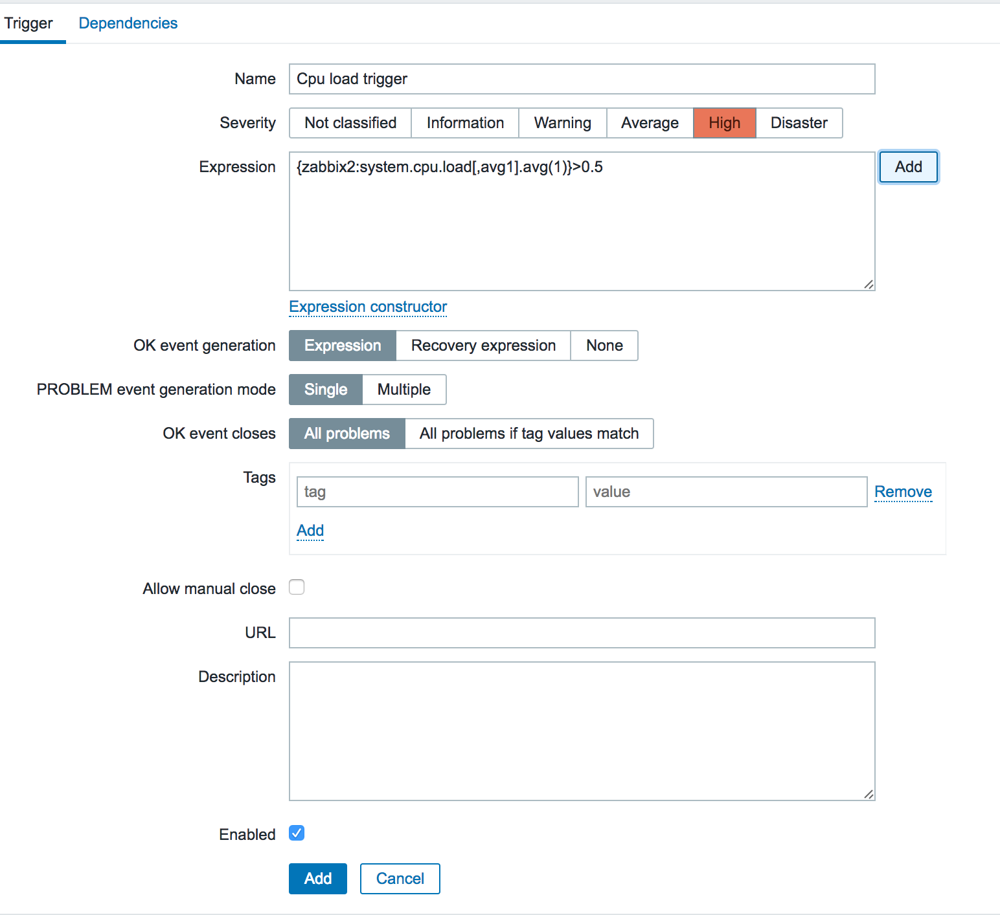 Trigger Dependencies
Name Cpu load trigger
Severity Not classified Information Warning Average High Disaster
Expression {zabbix2:system.cpu.load[,avg1].avg(1)}>0.5 Add
Expression constructor
OK event generation Expression Recovery expression None
PROBLEM event generation mode Single Multiple
OK event closes All problems All problems if tag values match
Tags tag value Remove
Add
Allow manual close
URL
Description
Enabled
Add Cancel